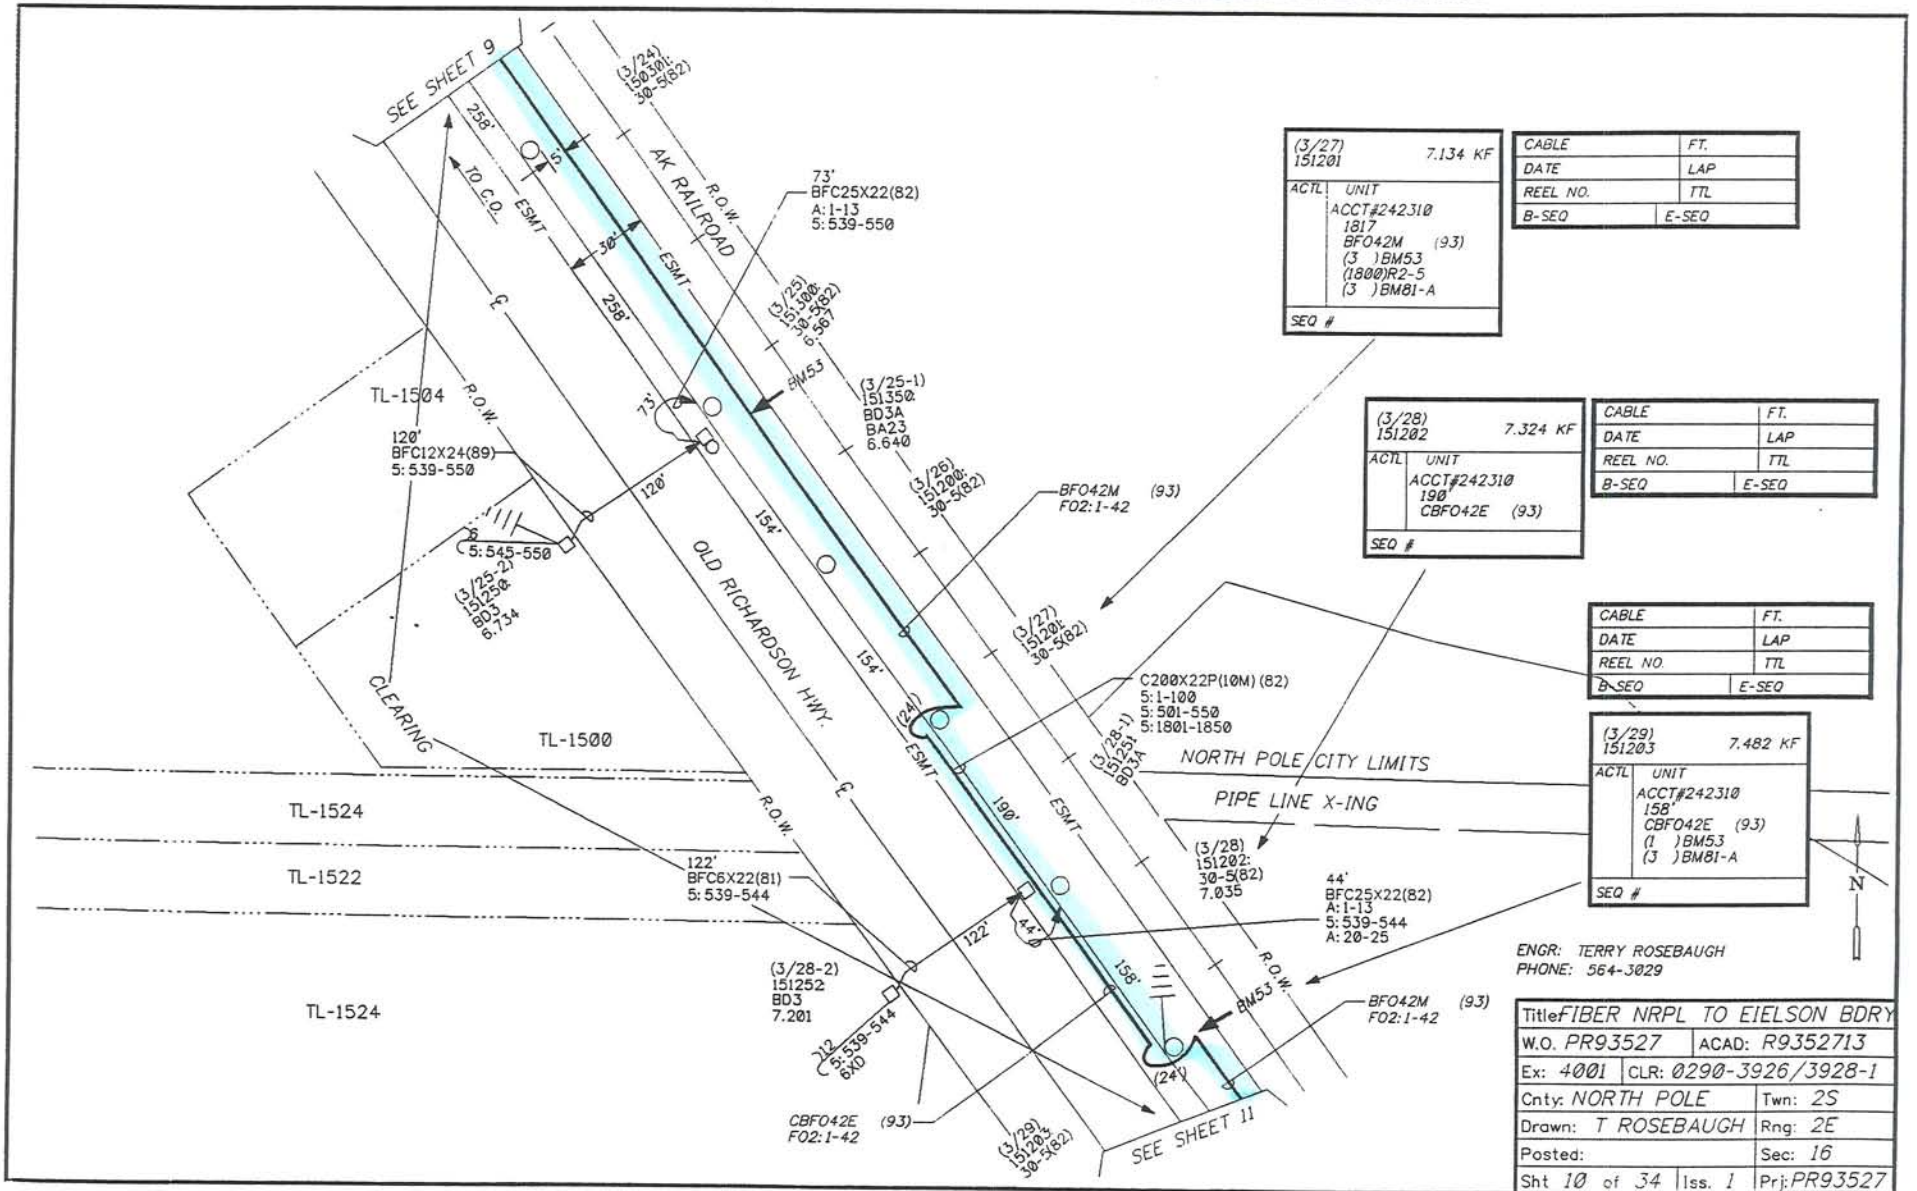 SEE SHEET 9
(3/24)
150301:
30-5(82)
258'
5'
TO C.O.
ESMT
AK RAILROAD
R.O.W.
73'
BFC25X22(82)
A:1-13
5:539-550
30'
ESMT
258'
(3/25)
151300:
30-5(82)
6.567
℄
BM53
(3/25-1)
151350:
BD3A
BA23
6.640
TL-1504
R.O.W.
73'
120'
BFC12X24(89)
5:539-550
120'
(3/26)
151200:
30-5(82)
BFO42M (93)
FO2:1-42
6
5:545-550
(3/25-2)
151250:
BD3
6.734
154'
OLD RICHARDSON HWY.
154'
(3/27)
151201:
30-5(82)
CLEARING
TL-1500
(24')
ESMT
C200X22P(10M)(82)
5:1-100
5:501-550
5:1801-1850
(3/28-1)
151251
BD3A
NORTH POLE CITY LIMITS
PIPE LINE X-ING
TL-1524
R.O.W.
℄
190'
ESMT
TL-1522
122'
BFC6X22(81)
5:539-544
(3/28)
151202:
30-5(82)
7.035
44'
BFC25X22(82)
A:1-13
5:539-544
A:20-25
122'
44'
158'
R.O.W.
TL-1524
(3/28-2)
151252
BD3
7.201
12
5:539-544
6XD
BM53
BFO42M (93)
FO2:1-42
(24')
CBFO42E (93)
FO2:1-42
(3/29)
151203
30-5(82)
SEE SHEET 11
(3/27)
151201 7.134 KF
ACTL UNIT
ACCT#242310
1817
BFO42M (93)
(3 )BM53
(1800)R2-5
(3 )BM81-A
SEQ #
CABLE FT.
DATE LAP
REEL NO. TTL
B-SEQ E-SEQ
(3/28)
151202 7.324 KF
ACTL UNIT
ACCT#242310
190'
CBFO42E (93)
SEQ #
CABLE FT.
DATE LAP
REEL NO. TTL
B-SEQ E-SEQ
CABLE FT.
DATE LAP
REEL NO. TTL
B-SEQ E-SEQ
(3/29)
151203 7.482 KF
ACTL UNIT
ACCT#242310
158'
CBFO42E (93)
(1 )BM53
(3 )BM81-A
SEQ #
N
ENGR: TERRY ROSEBAUGH
PHONE: 564-3029
Title FIBER NRPL TO EIELSON BDRY
W.O. PR93527 ACAD: R9352713
Ex: 4001 CLR: 0290-3926/3928-1
Cnty: NORTH POLE Twn: 2S
Drawn: T ROSEBAUGH Rng: 2E
Posted: Sec: 16
Sht 10 of 34 Iss. 1 Prj: PR93527